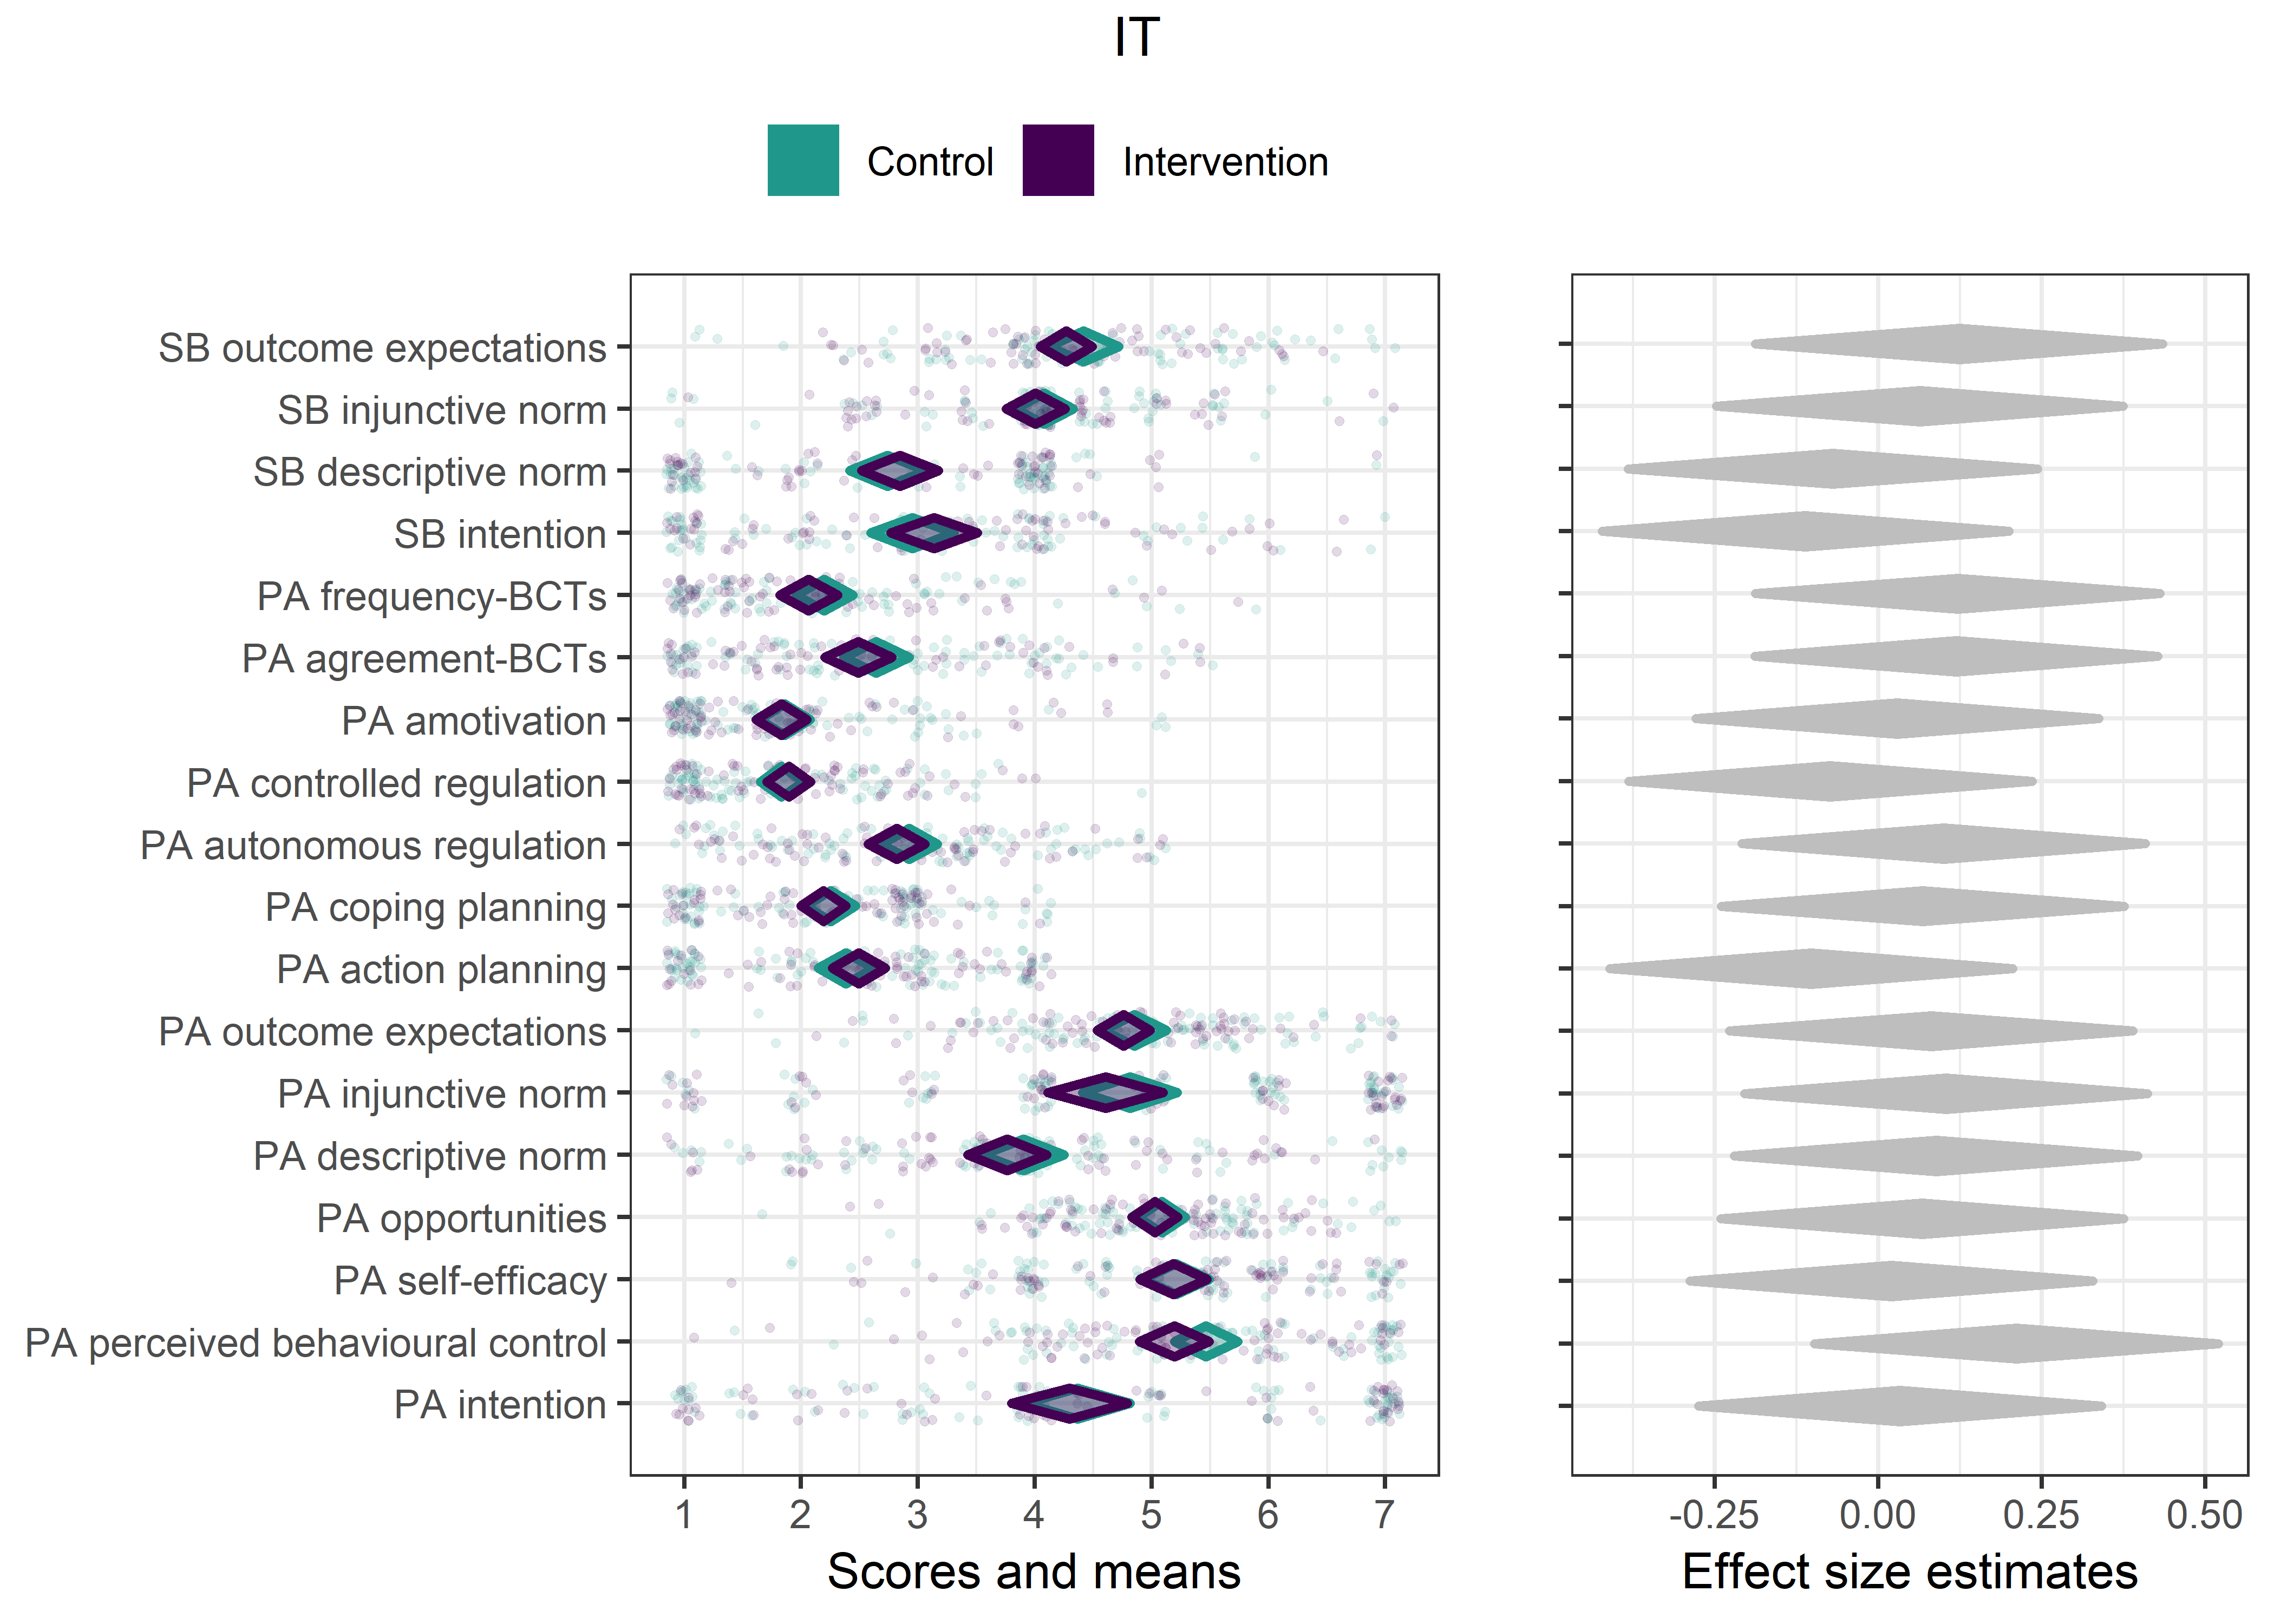 IT
Control Intervention
SB outcome expectations
SB injunctive norm
SB descriptive norm
SB intention
PA frequency-BCTs
PA agreement-BCTs
PA amotivation
PA controlled regulation
PA autonomous regulation
PA coping planning
PA action planning
PA outcome expectations
PA injunctive norm
PA descriptive norm
PA opportunities
PA self-efficacy
PA perceived behavioural control
PA intention
1 2 3 4 5 6 7
Scores and means
-0.25 0.00 0.25 0.50
Effect size estimates